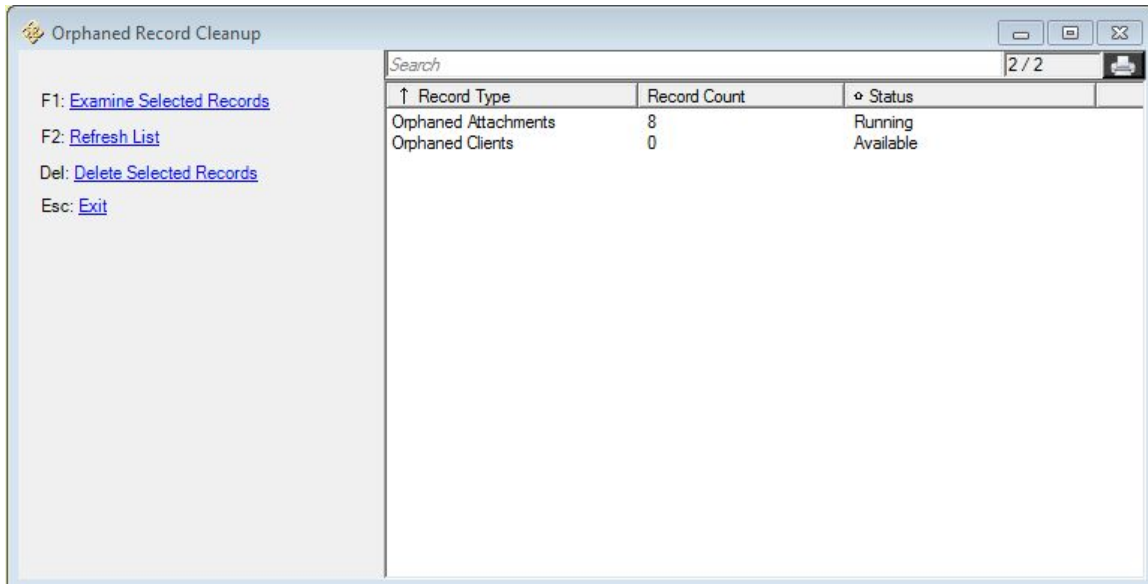 Orphaned Record Cleanup
Search
2 / 2
F1: Examine Selected Records
F2: Refresh List
Del: Delete Selected Records
Esc: Exit
↑ Record Type Record Count Status
Orphaned Attachments 8 Running
Orphaned Clients 0 Available